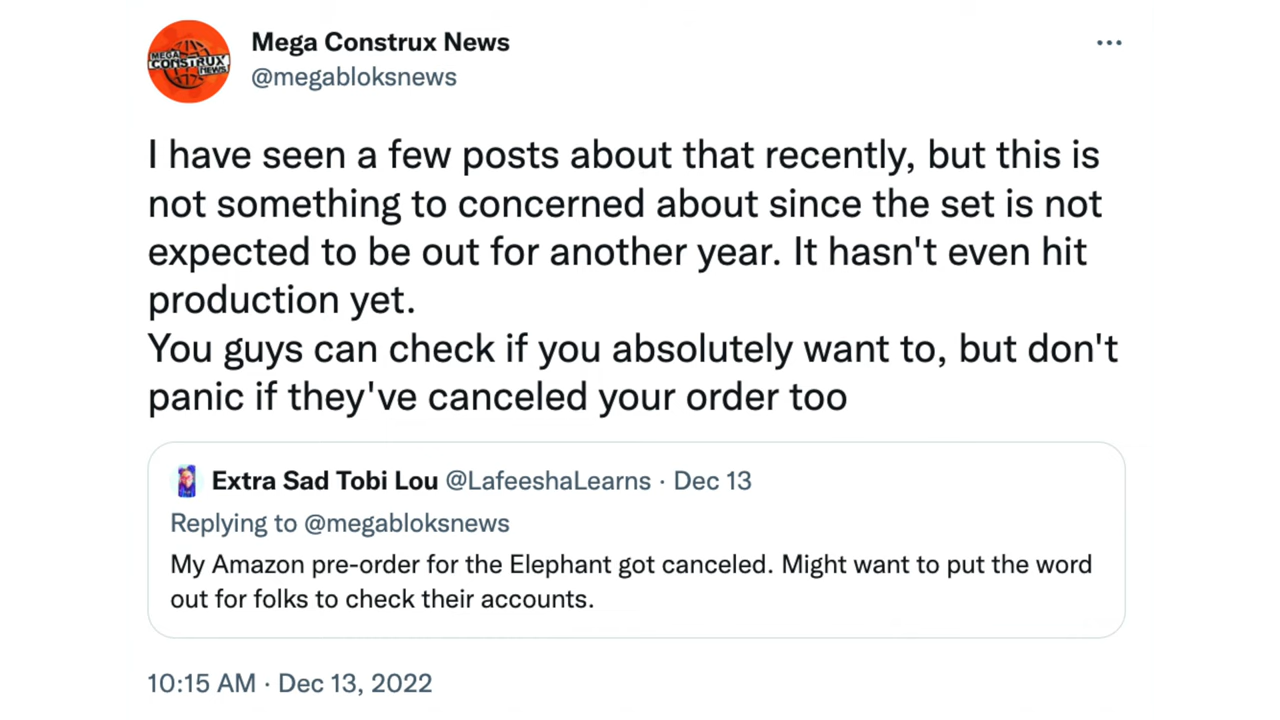 MEGA
CONSTRUX
NEWS
Mega Construx News
@megabloksnews
I have seen a few posts about that recently, but this is
not something to concerned about since the set is not
expected to be out for another year. It hasn't even hit
production yet.
You guys can check if you absolutely want to, but don't
panic if they've canceled your order too
Extra Sad Tobi Lou @LafeeshaLearns · Dec 13
Replying to @megabloksnews
My Amazon pre-order for the Elephant got canceled. Might want to put the word
out for folks to check their accounts.
10:15 AM · Dec 13, 2022